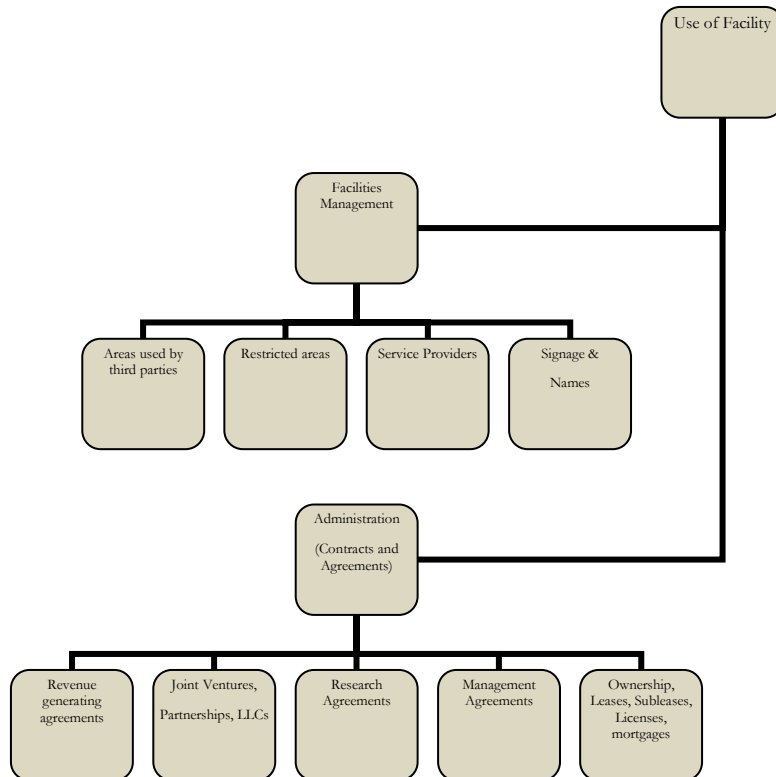 Use of Facility
Facilities
Management
Areas used by
third parties
Restricted areas
Service Providers
Signage &
Names
Administration
(Contracts and
Agreements)
Revenue
generating
agreements
Joint Ventures,
Partnerships, LLCs
Research
Agreements
Management
Agreements
Ownership,
Leases, Subleases,
Licenses,
mortgages